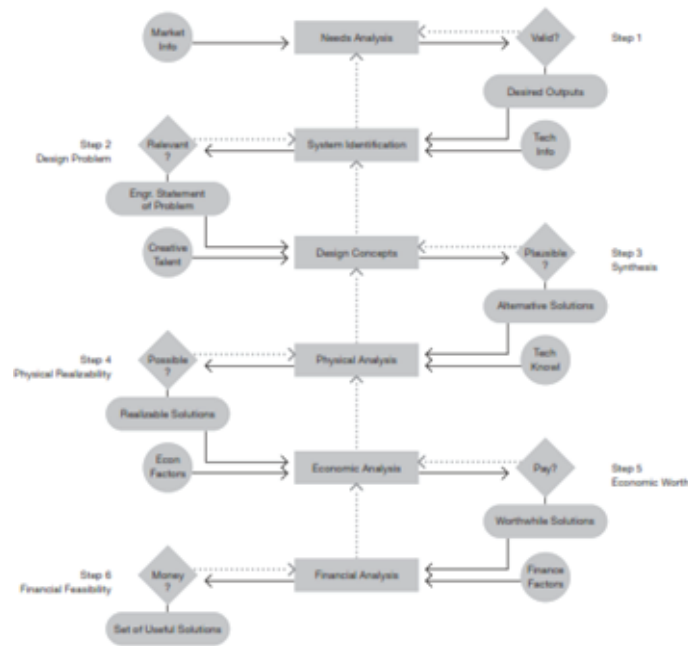 Market
Info
Needs Analysis
Valid?
Step 1
Desired Outputs
Step 2
Design Problem
Relevant
?
System Identification
Tech
Info
Engr. Statement
of Problem
Creative
Talent
Design Concepts
Plausible
?
Step 3
Synthesis
Alternative Solutions
Step 4
Physical Realizability
Possible
?
Physical Analysis
Tech
Knowl
Realizable Solutions
Econ
Factors
Economic Analysis
Pay?
Step 5
Economic Worth
Worthwhile Solutions
Step 6
Financial Feasibility
Money
?
Financial Analysis
Finance
Factors
Set of Useful Solutions